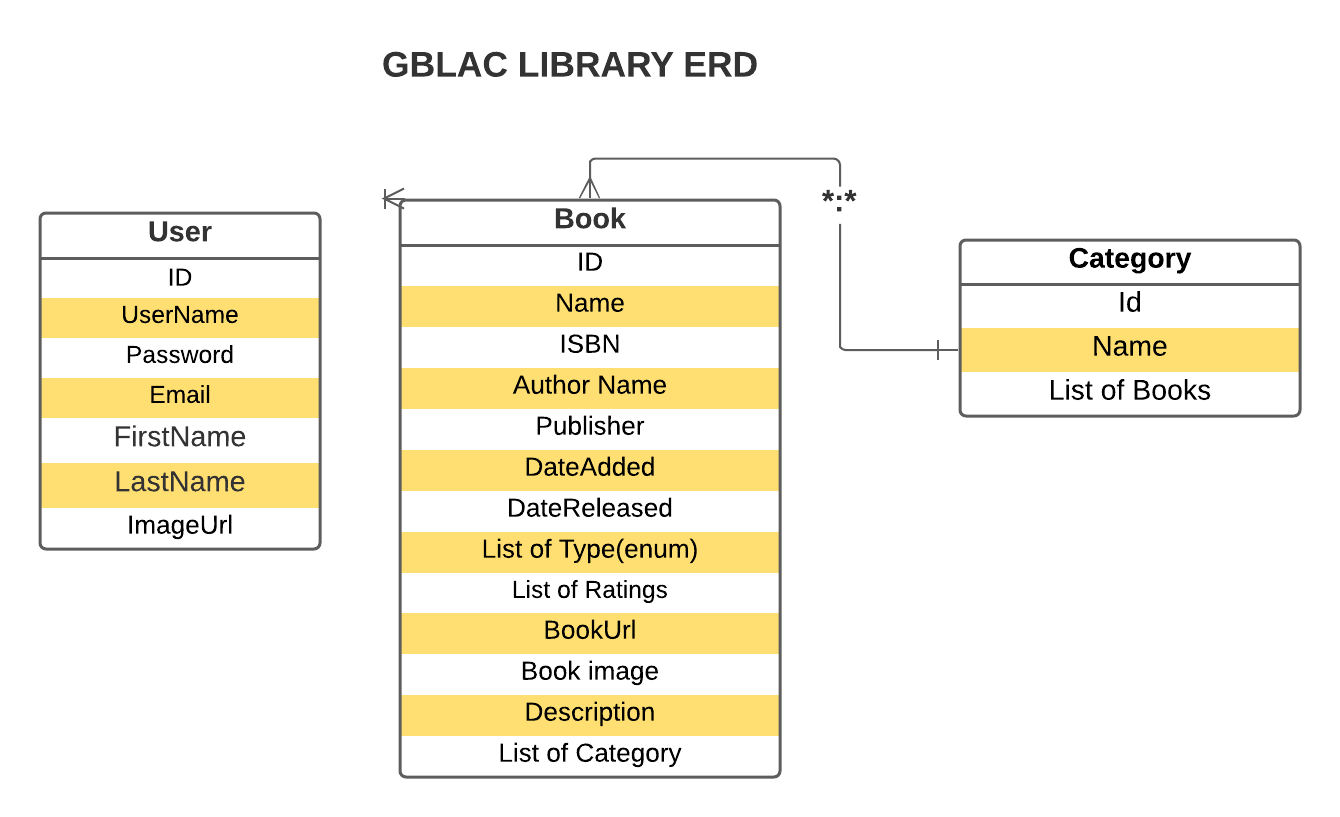 GBLAC LIBRARY ERD
User
ID
UserName
Password
Email
FirstName
LastName
ImageUrl
Book
ID
Name
ISBN
Author Name
Publisher
DateAdded
DateReleased
List of Type(enum)
List of Ratings
BookUrl
Book image
Description
List of Category
*:*
Category
Id
Name
List of Books